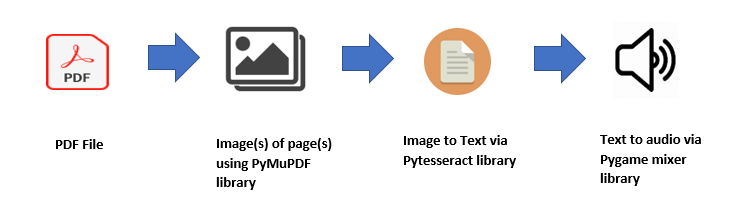 PDF
PDF File
Image(s) of page(s)
using PyMuPDF
library
Image to Text via
Pytesseract library
Text to audio via
Pygame mixer
library